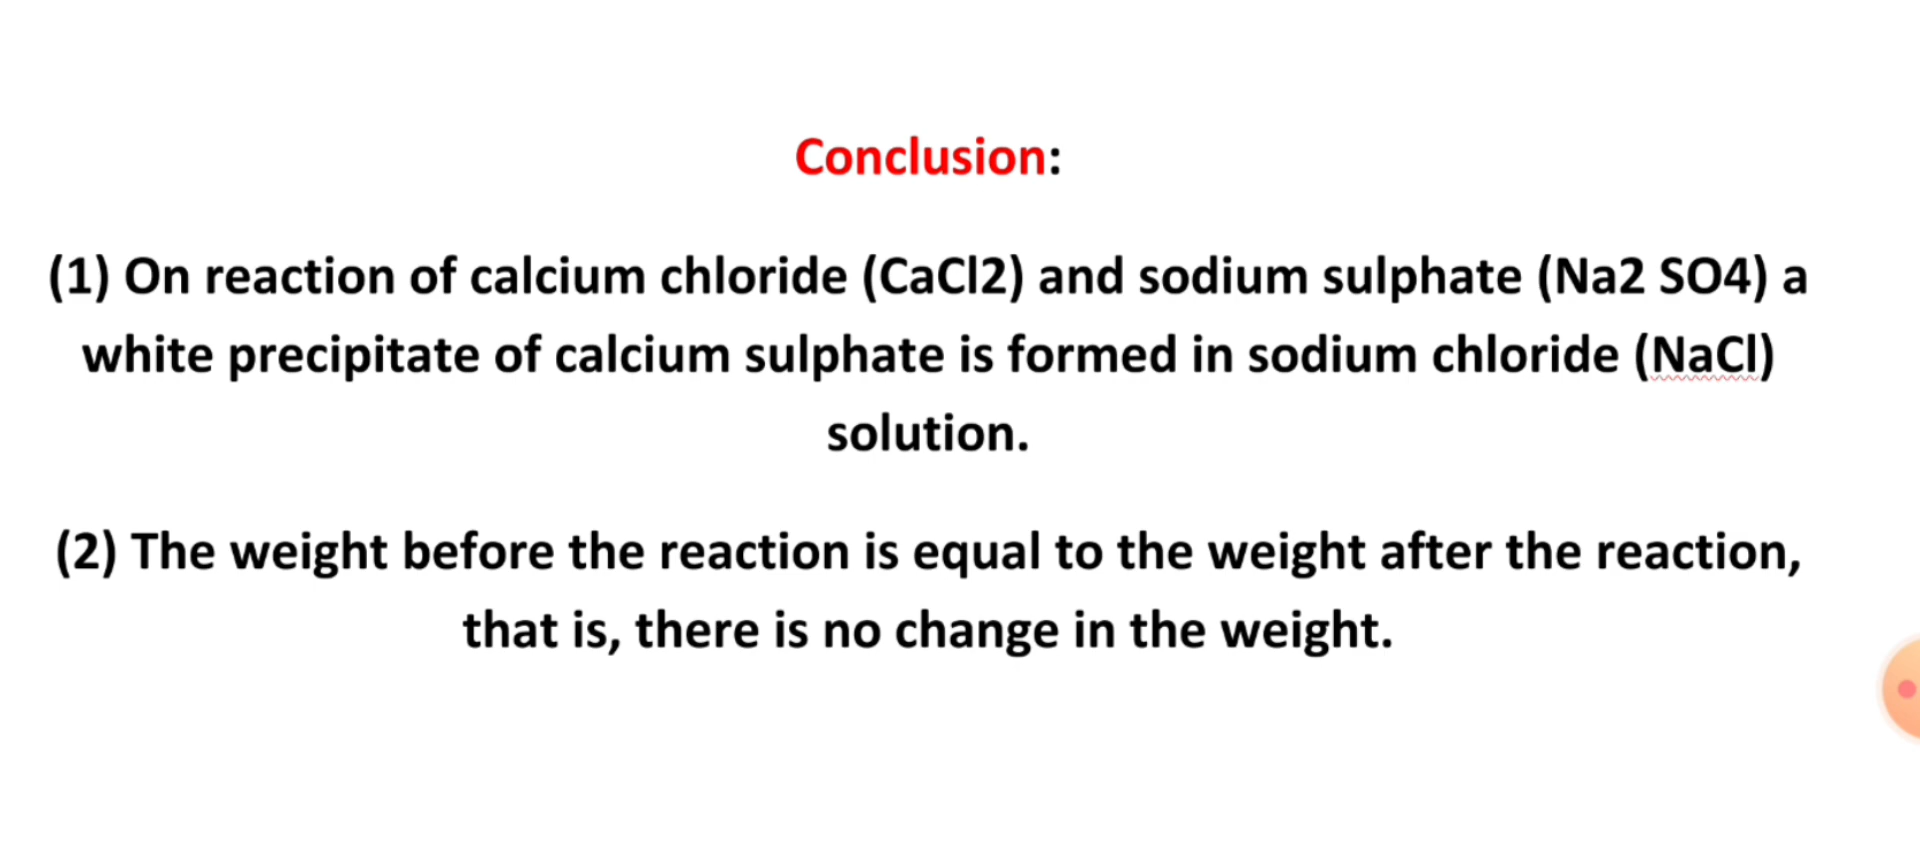 Conclusion:
(1) On reaction of calcium chloride (CaCl2) and sodium sulphate (Na2 SO4) a
white precipitate of calcium sulphate is formed in sodium chloride (NaCl)
solution.
(2) The weight before the reaction is equal to the weight after the reaction,
that is, there is no change in the weight.